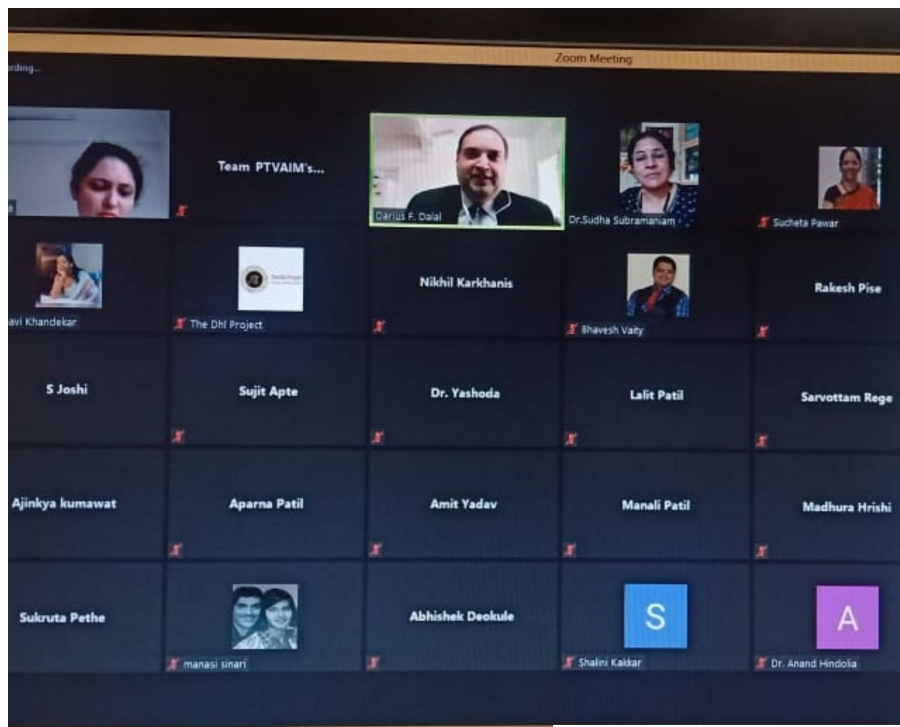 ording...
Zoom Meeting
Team PTVAIM's...
Darius F. Dalal
Dr.Sudha Subramaniam
Sucheta Pawar
avi Khandekar
The DhI Project
Nikhil Karkhanis
Bhavesh Vaity
Rakesh Pise
S Joshi
Sujit Apte
Dr. Yashoda
Lalit Patil
Sarvottam Rege
Ajinkya kumawat
Aparna Patil
Amit Yadav
Manali Patil
Madhura Hrishi
Sukruta Pethe
manasi sinari
Abhishek Deokule
S
Shalini Kakkar
A
Dr. Anand Hindolia